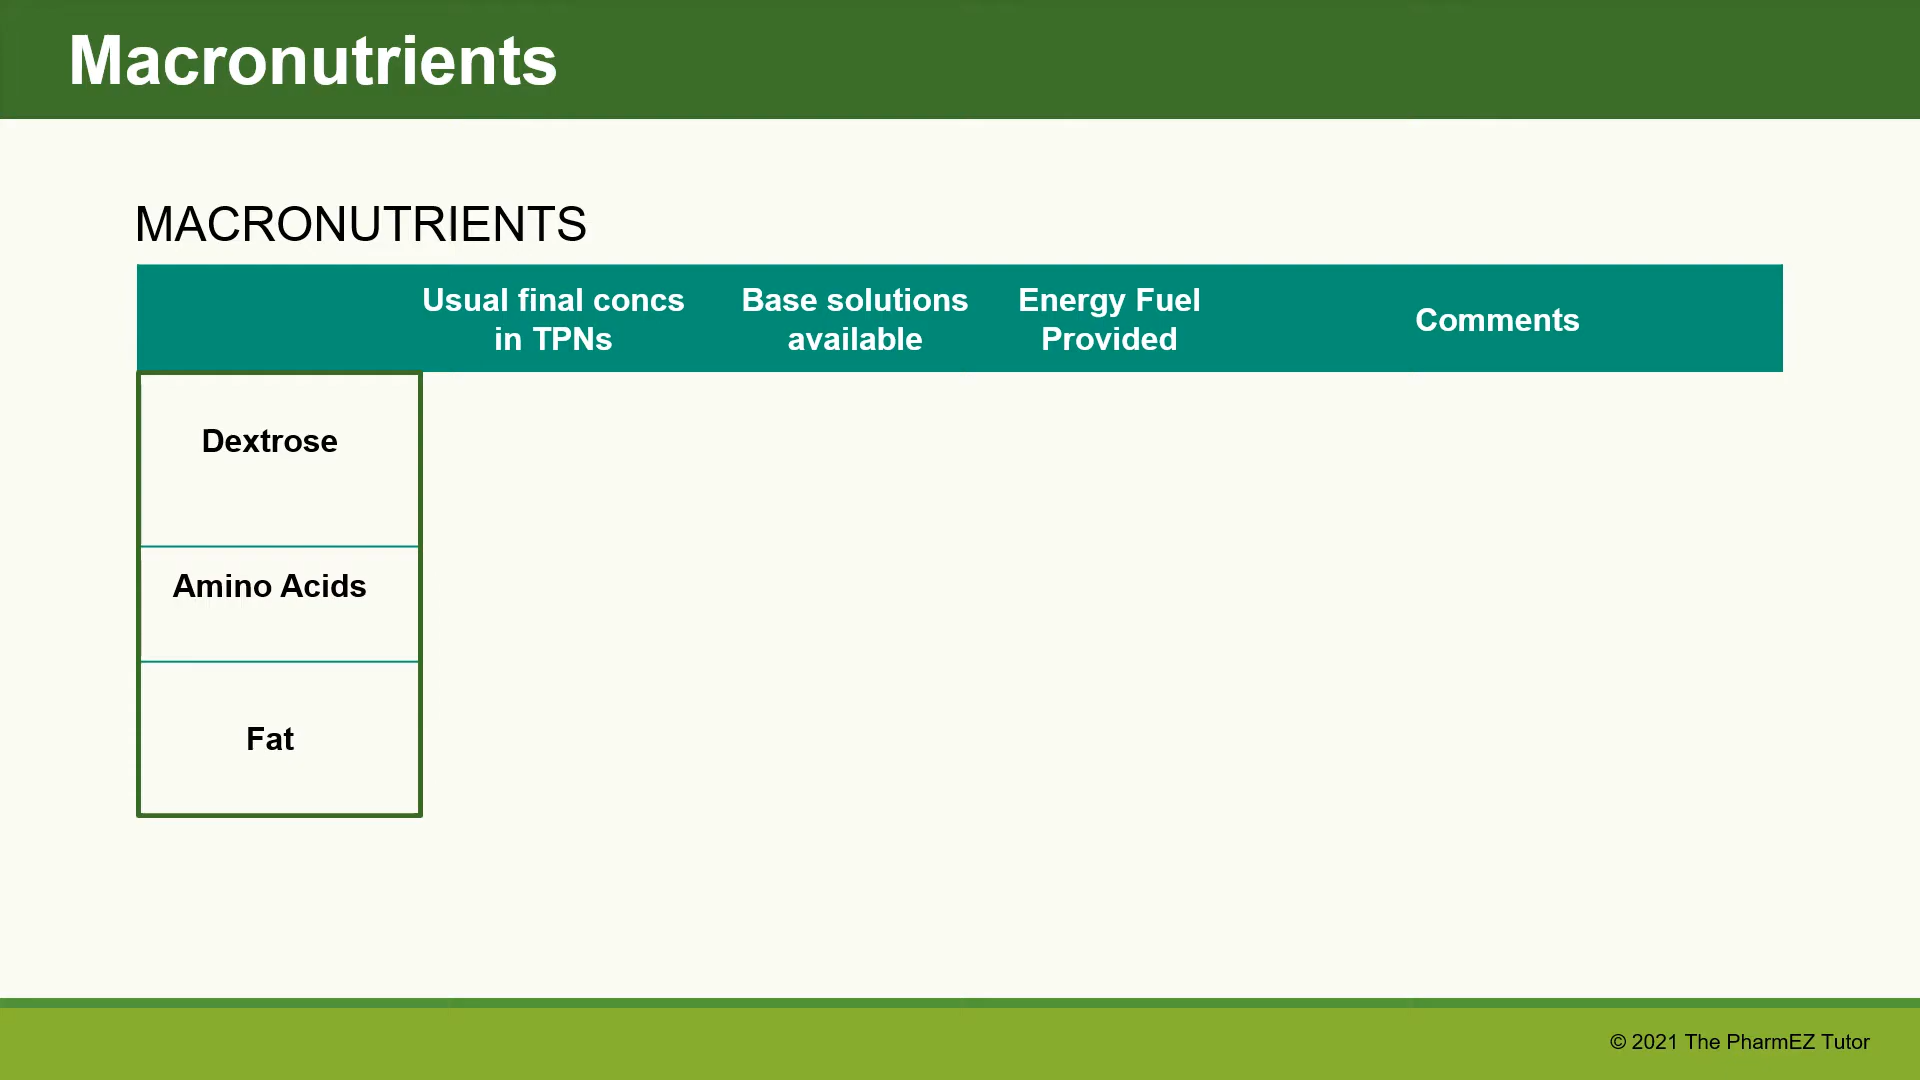 Macronutrients
MACRONUTRIENTS
Usual final concs
in TPNs
Base solutions
available
Energy Fuel
Provided
Comments
Dextrose
Amino Acids
Fat
© 2021 The PharmEZ Tutor